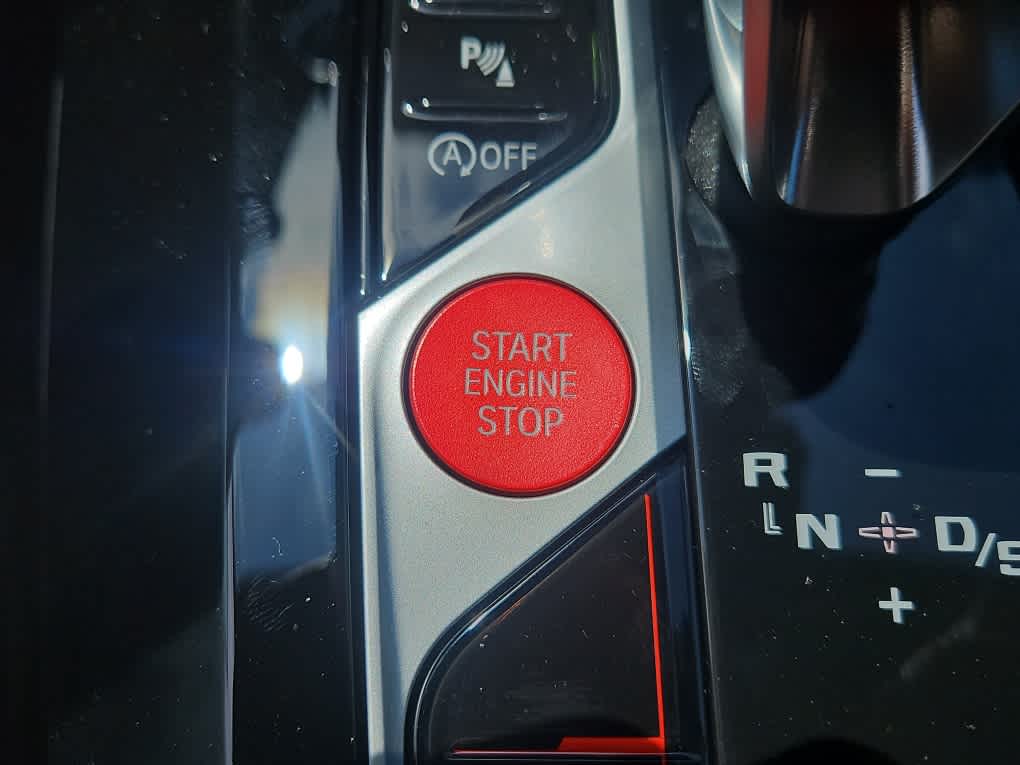 P
A OFF
START
ENGINE
STOP
R −
N D/S
+